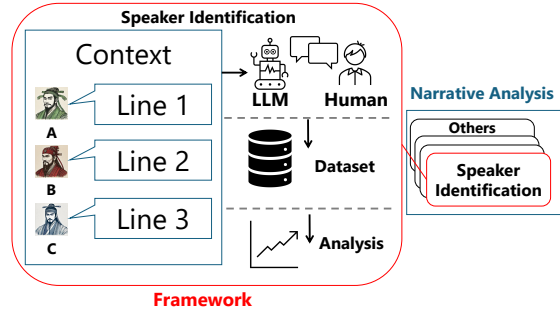 Speaker Identification
Context
Line 1
A
Line 2
B
Line 3
C
LLM
Human
Dataset
Analysis
Framework
Narrative Analysis
Others
Speaker
Identification